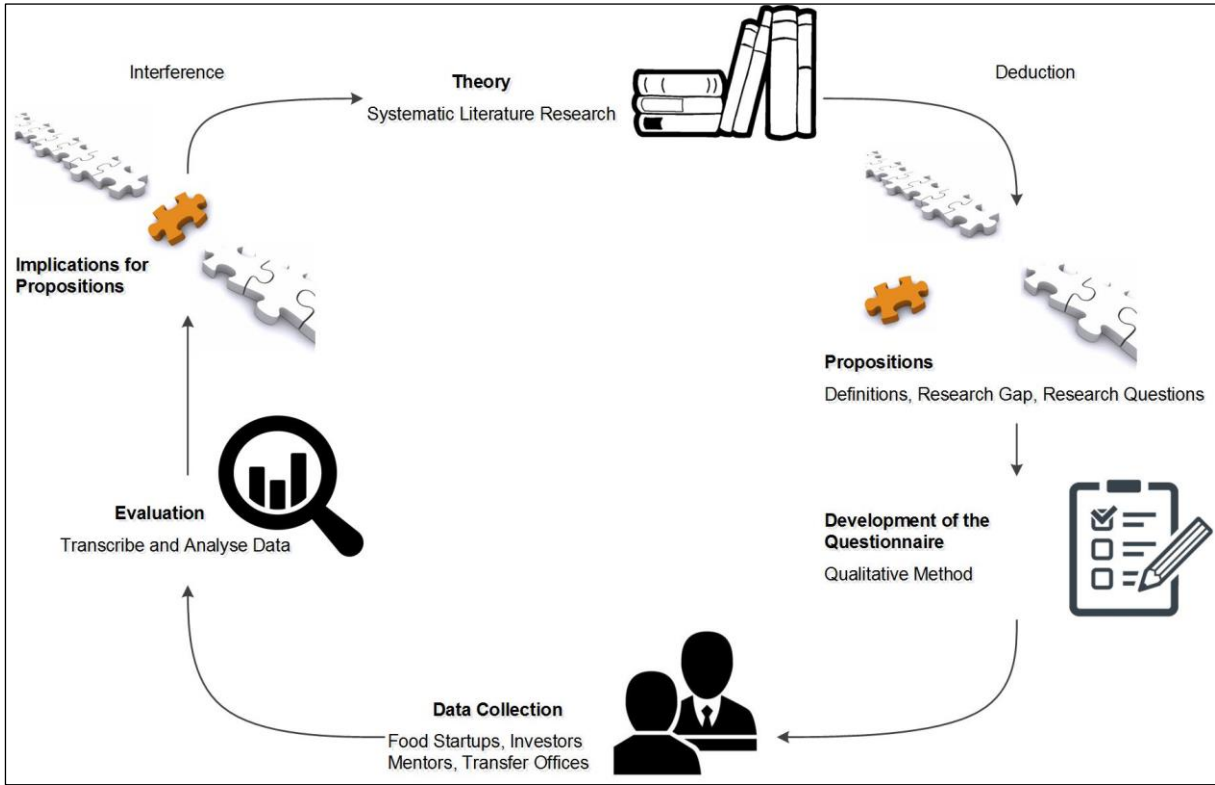 Interference
Theory
Systematic Literature Research
Deduction
Implications for
Propositions
Propositions
Definitions, Research Gap, Research Questions
Evaluation
Transcribe and Analyse Data
Development of the
Questionnaire
Qualitative Method
Data Collection
Food Startups, Investors
Mentors, Transfer Offices